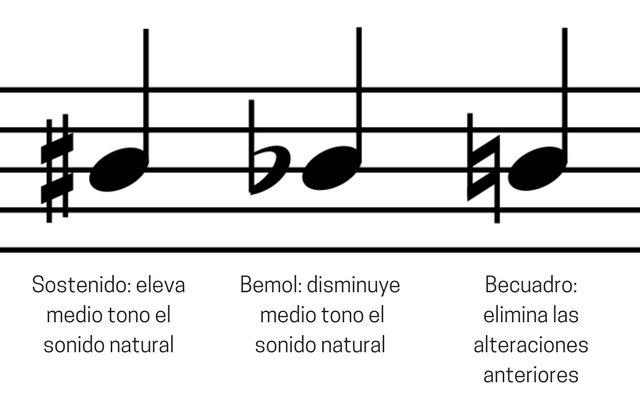 Sostenido: eleva
medio tono el
sonido natural
Bemol: disminuye
medio tono el
sonido natural
Becuadro:
elimina las
alteraciones
anteriores